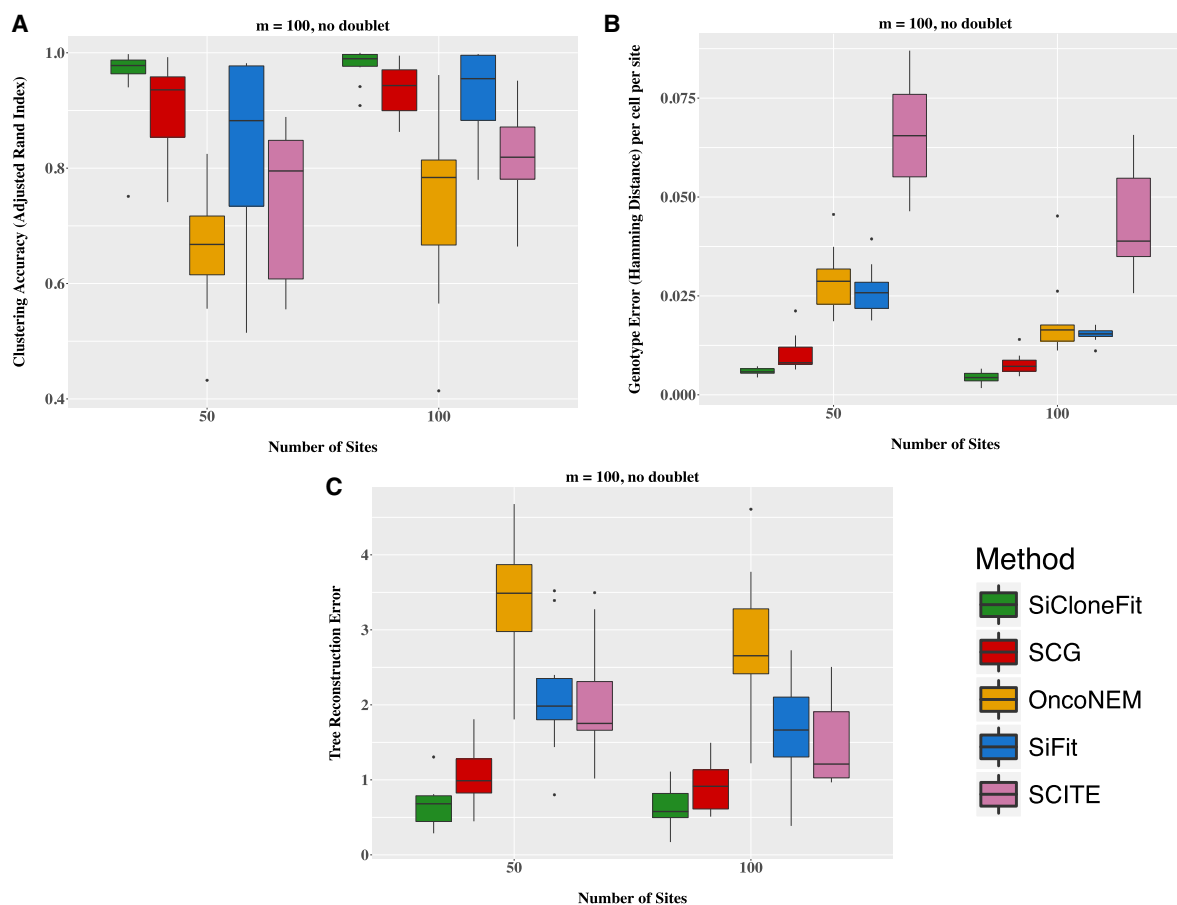 A
m = 100, no doublet
Clustering Accuracy (Adjusted Rand Index)
1.0
0.8
0.6
0.4
50
100
Number of Sites
B
m = 100, no doublet
Genotype Error (Hamming Distance) per cell per site
0.075
0.050
0.025
0.000
50
100
Number of Sites
C
m = 100, no doublet
Tree Reconstruction Error
4
3
2
1
0
50
100
Number of Sites
Method
SiCloneFit
SCG
OncoNEM
SiFit
SCITE